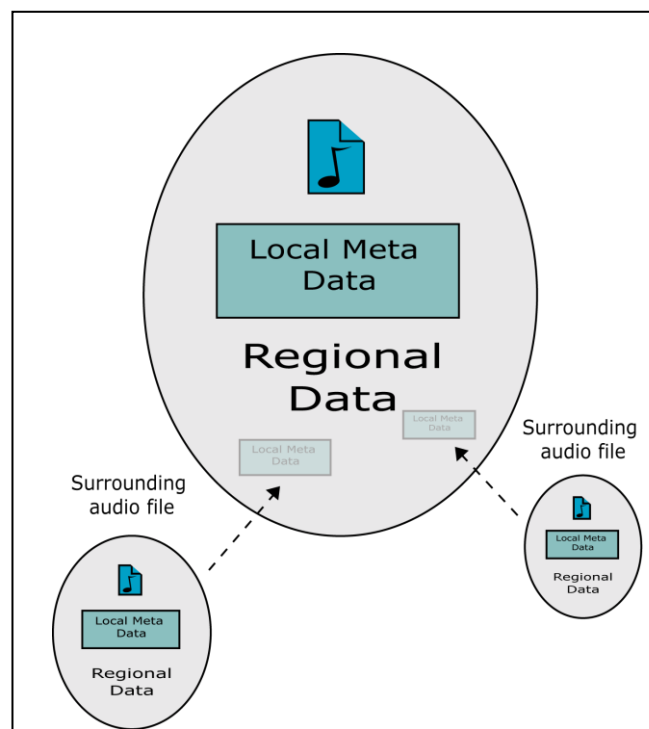 Local Meta
Data
Regional
Data
Local Meta
Data
Local Meta
Data
Surrounding
audio file
Surrounding
audio file
Local Meta
Data
Regional
Data
Local Meta
Data
Regional
Data